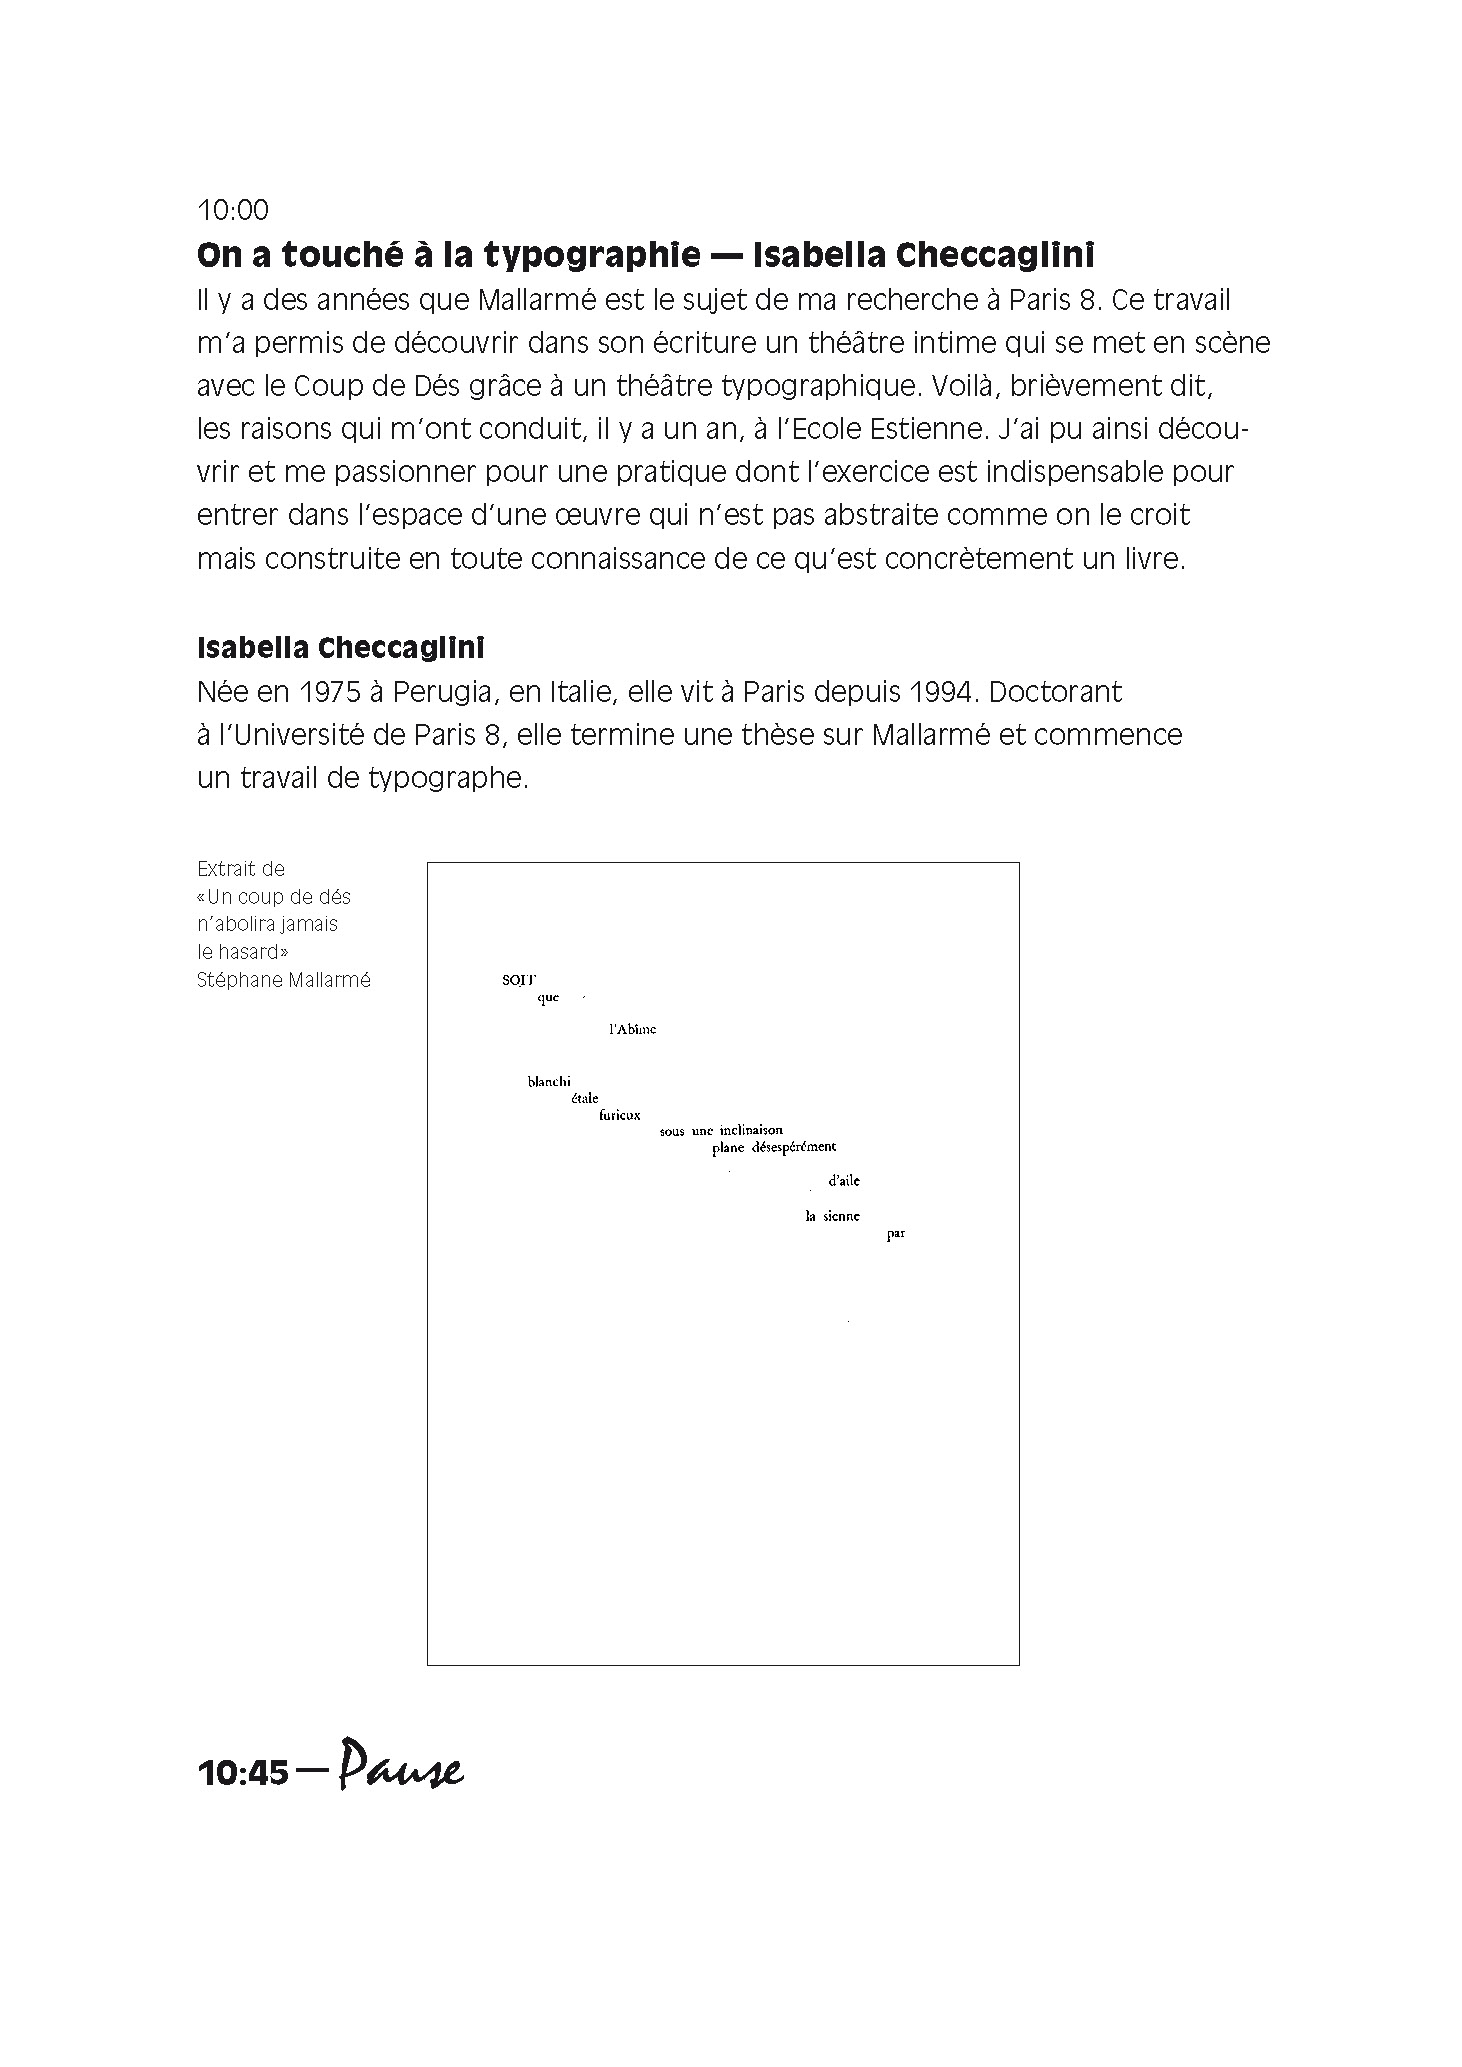 10:00
On a touché à la typographie — Isabella Checcaglini
Il y a des années que Mallarmé est le sujet de ma recherche à Paris 8. Ce travail
m’a permis de découvrir dans son écriture un théâtre intime qui se met en scène
avec le Coup de Dés grâce à un théâtre typographique. Voilà, brièvement dit,
les raisons qui m’ont conduit, il y a un an, à l’Ecole Estienne. J’ai pu ainsi décou-
vrir et me passionner pour une pratique dont l’exercice est indispensable pour
entrer dans l’espace d’une œuvre qui n’est pas abstraite comme on le croit
mais construite en toute connaissance de ce qu’est concrètement un livre.
Isabella Checcaglini
Née en 1975 à Perugia, en Italie, elle vit à Paris depuis 1994. Doctorant
à l’Université de Paris 8, elle termine une thèse sur Mallarmé et commence
un travail de typographe.
Extrait de
«Un coup de dés
n’abolira jamais
le hasard»
Stéphane Mallarmé
SOIT
que
l’Abîme
blanchi
étale
furieux
sous une inclinaison
plane désespérément
d’aile
la sienne
par
10:45 — Pause